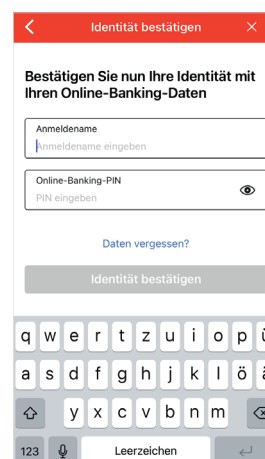 Identität bestätigen
Bestätigen Sie nun Ihre Identität mit
Ihren Online-Banking-Daten
Anmeldename
Anmeldename eingeben
Online-Banking-PIN
PIN eingeben
Daten vergessen?
Identität bestätigen
q w e r t z u i o p ü
a s d f g h j k l ö ä
y x c v b n m
123 Leerzeichen